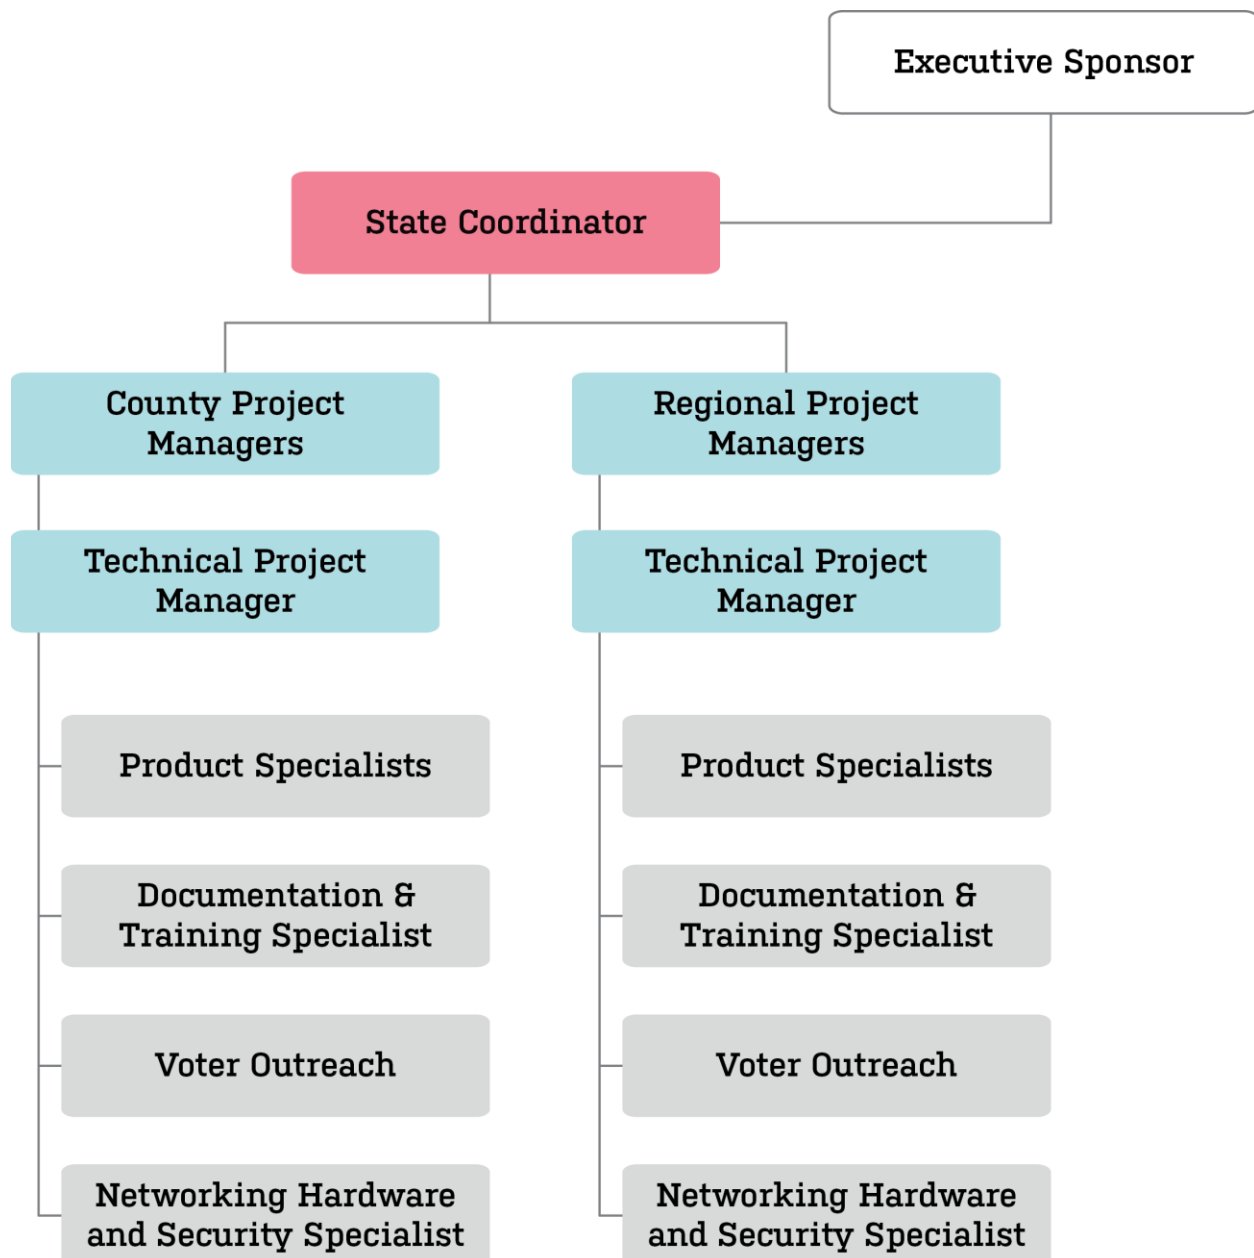 Executive Sponsor
State Coordinator
County Project
Managers
Regional Project
Managers
Technical Project
Manager
Technical Project
Manager
Product Specialists
Product Specialists
Documentation &
Training Specialist
Documentation &
Training Specialist
Voter Outreach
Voter Outreach
Networking Hardware
and Security Specialist
Networking Hardware
and Security Specialist